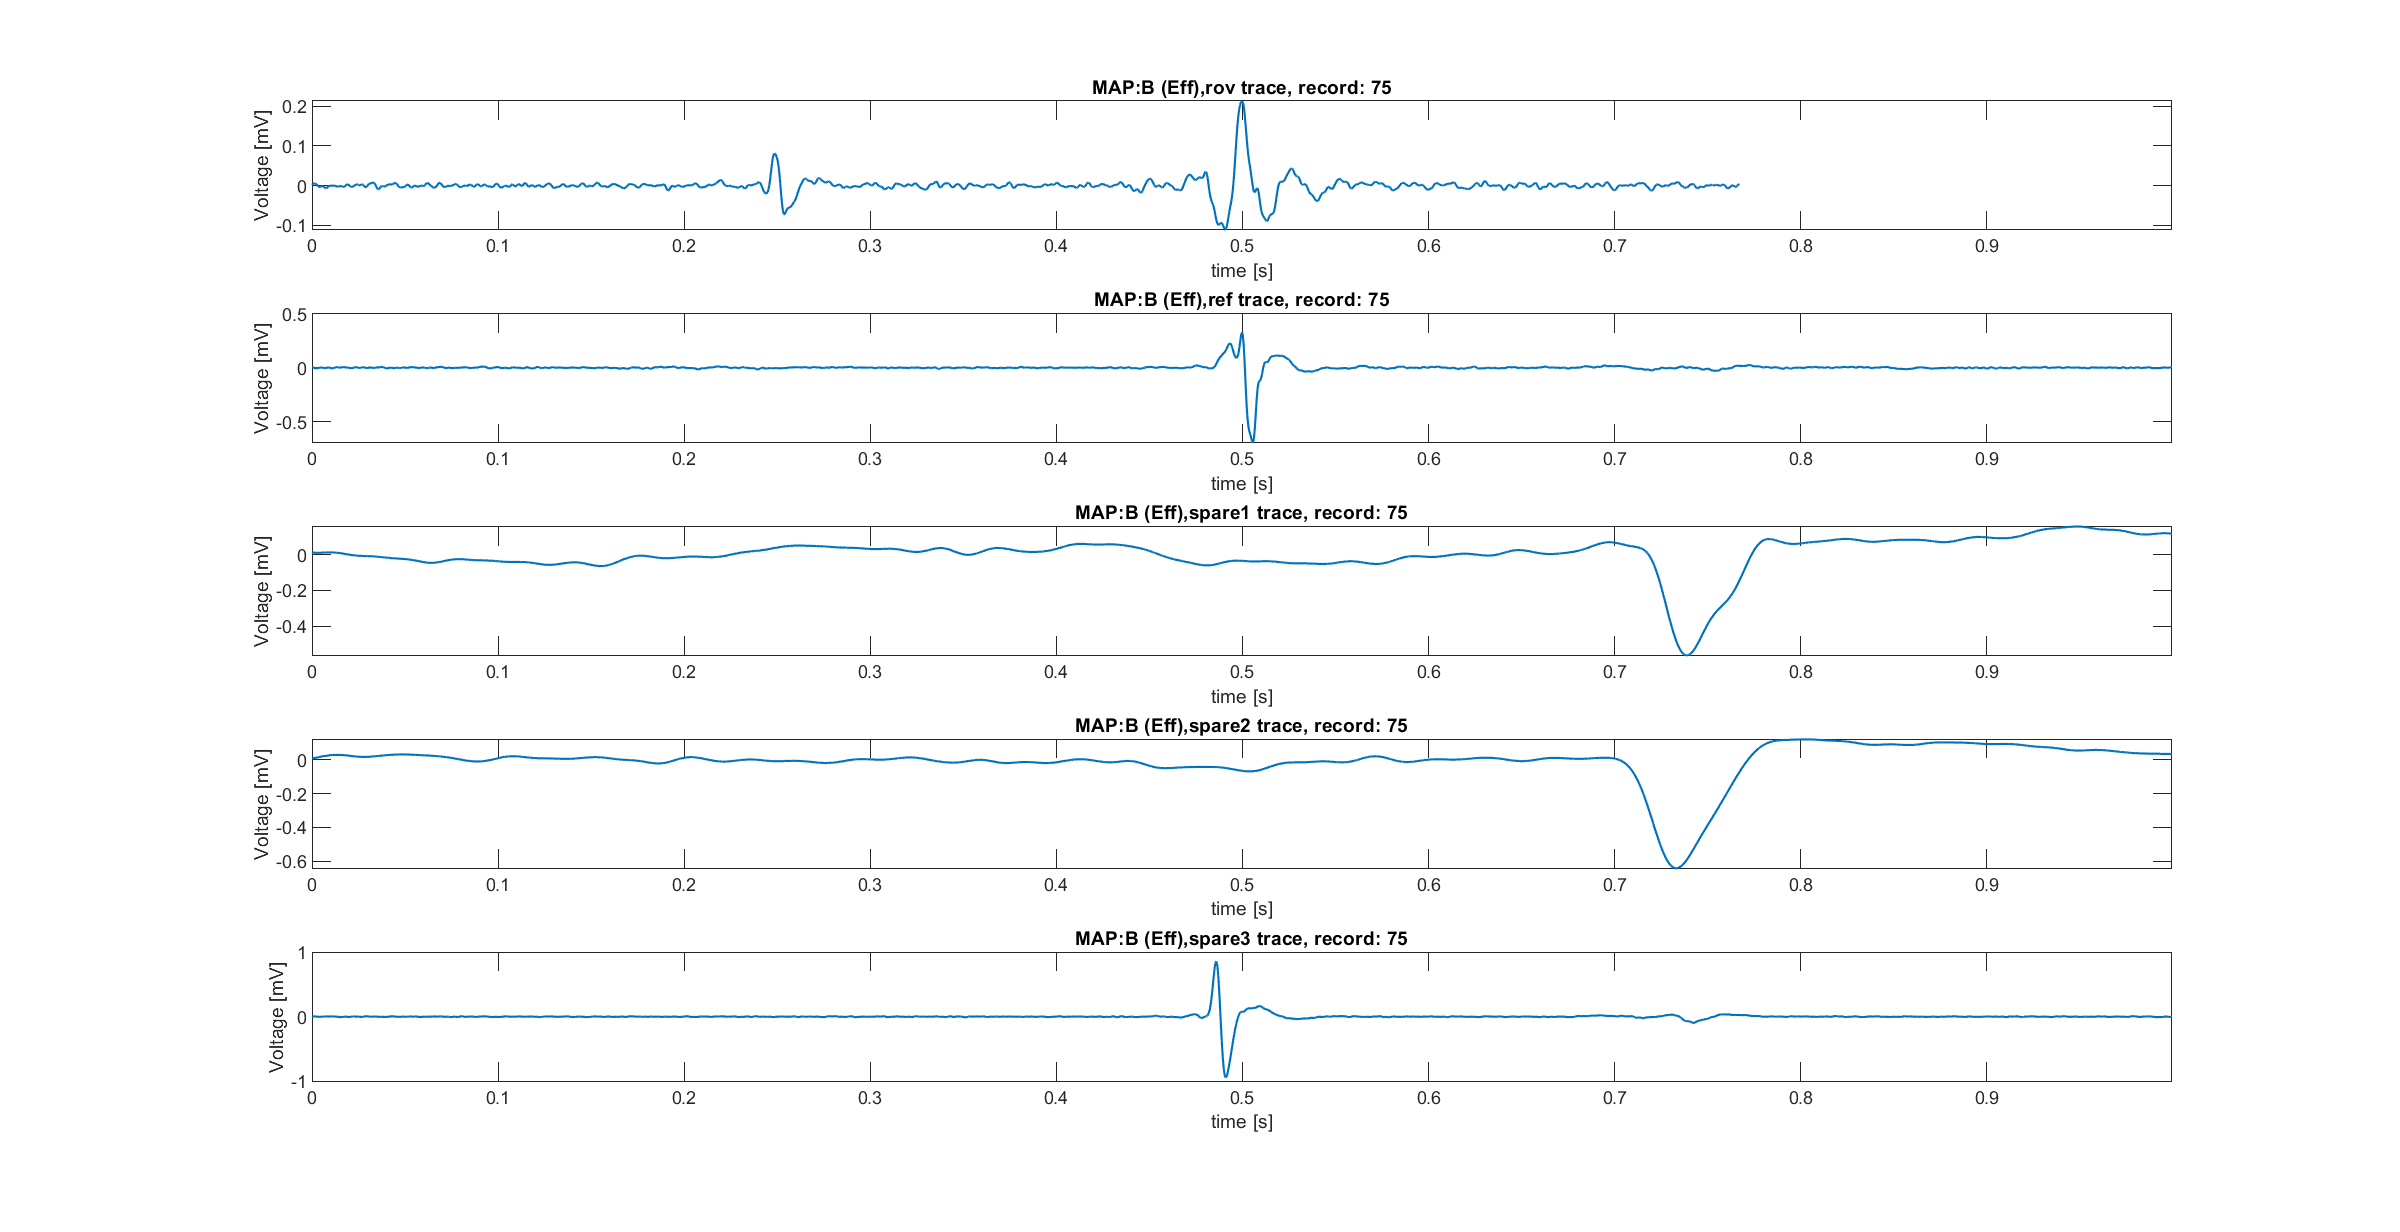 MAP:B (Eff),rov trace, record: 75
Voltage [mV]
0.2
0.1
0
-0.1
0 0.1 0.2 0.3 0.4 0.5 0.6 0.7 0.8 0.9
time [s]
MAP:B (Eff),ref trace, record: 75
Voltage [mV]
0.5
0
-0.5
0 0.1 0.2 0.3 0.4 0.5 0.6 0.7 0.8 0.9
time [s]
MAP:B (Eff),spare1 trace, record: 75
Voltage [mV]
0
-0.2
-0.4
0 0.1 0.2 0.3 0.4 0.5 0.6 0.7 0.8 0.9
time [s]
MAP:B (Eff),spare2 trace, record: 75
Voltage [mV]
0
-0.2
-0.4
-0.6
0 0.1 0.2 0.3 0.4 0.5 0.6 0.7 0.8 0.9
time [s]
MAP:B (Eff),spare3 trace, record: 75
Voltage [mV]
1
0
-1
0 0.1 0.2 0.3 0.4 0.5 0.6 0.7 0.8 0.9
time [s]